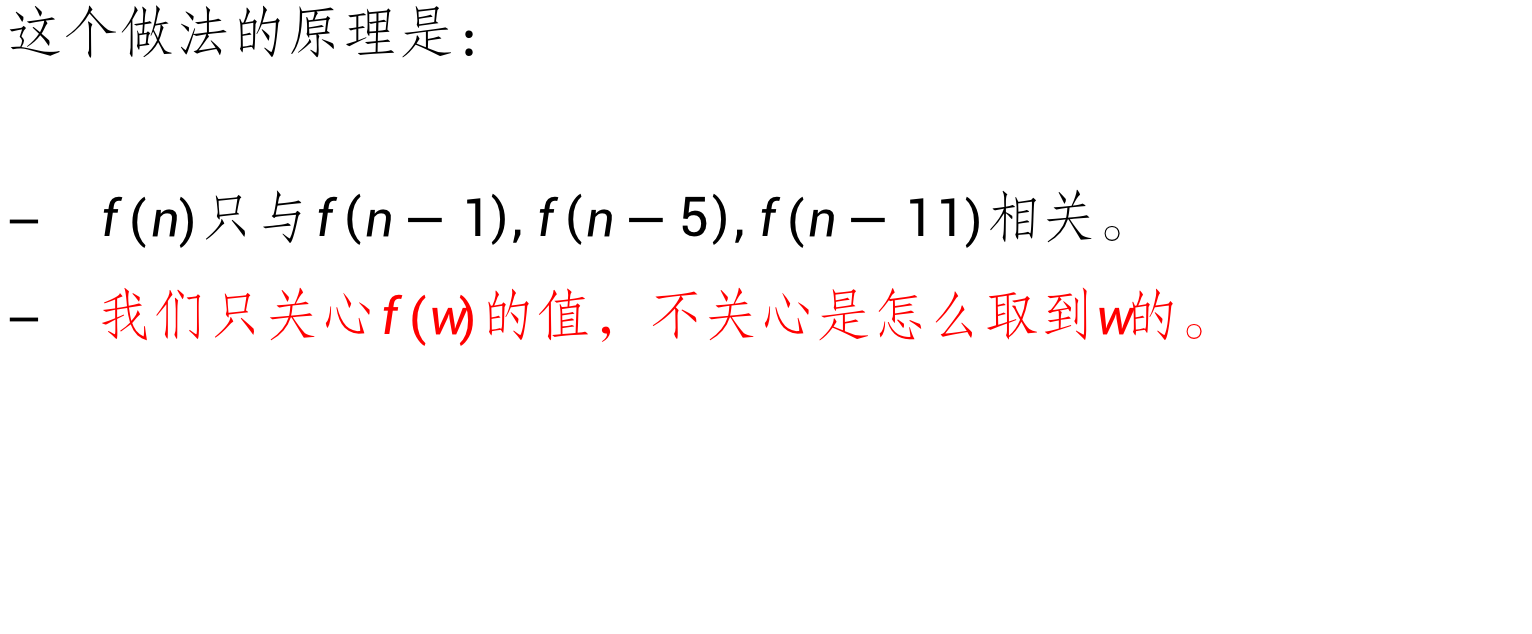 这个做法的原理是：
– f(n)只与f(n – 1), f(n – 5), f(n – 11)相关。
– 我们只关心f(w)的值，不关心是怎么取到w的。